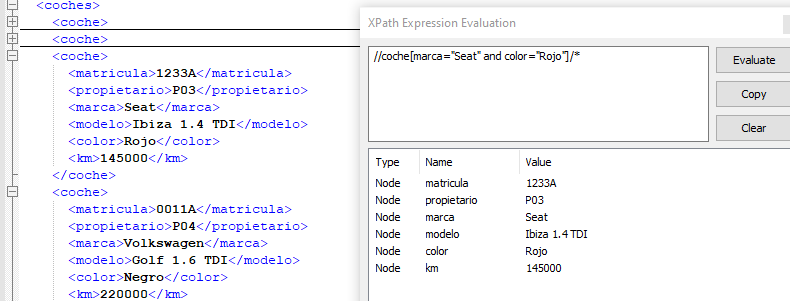 <coches>
<coche>
<coche>
<coche>
<matricula>1233A</matricula>
<propietario>P03</propietario>
<marca>Seat</marca>
<modelo>Ibiza 1.4 TDI</modelo>
<color>Rojo</color>
<km>145000</km>
</coche>
<coche>
<matricula>0011A</matricula>
<propietario>P04</propietario>
<marca>Volkswagen</marca>
<modelo>Golf 1.6 TDI</modelo>
<color>Negro</color>
<km>220000</km>
XPath Expression Evaluation
//coche[marca="Seat" and color="Rojo"]/*
Evaluate
Copy
Clear
Type Name Value
Node matricula 1233A
Node propietario P03
Node marca Seat
Node modelo Ibiza 1.4 TDI
Node color Rojo
Node km 145000